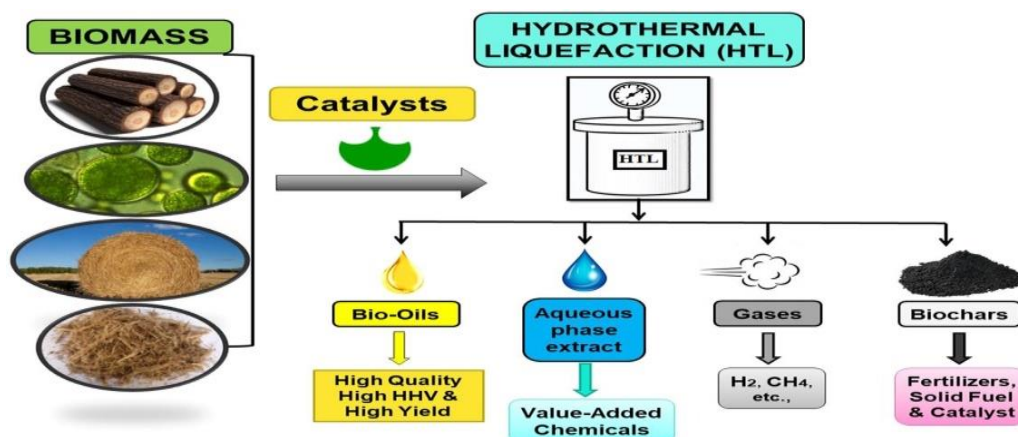 BIOMASS
HYDROTHERMAL
LIQUEFACTION (HTL)
Catalysts
HTL
Bio-Oils
Aqueous
phase
extract
Gases
Biochars
High Quality
High HHV &
High Yield
Value-Added
Chemicals
H2, CH4,
etc.,
Fertilizers,
Solid Fuel
& Catalyst